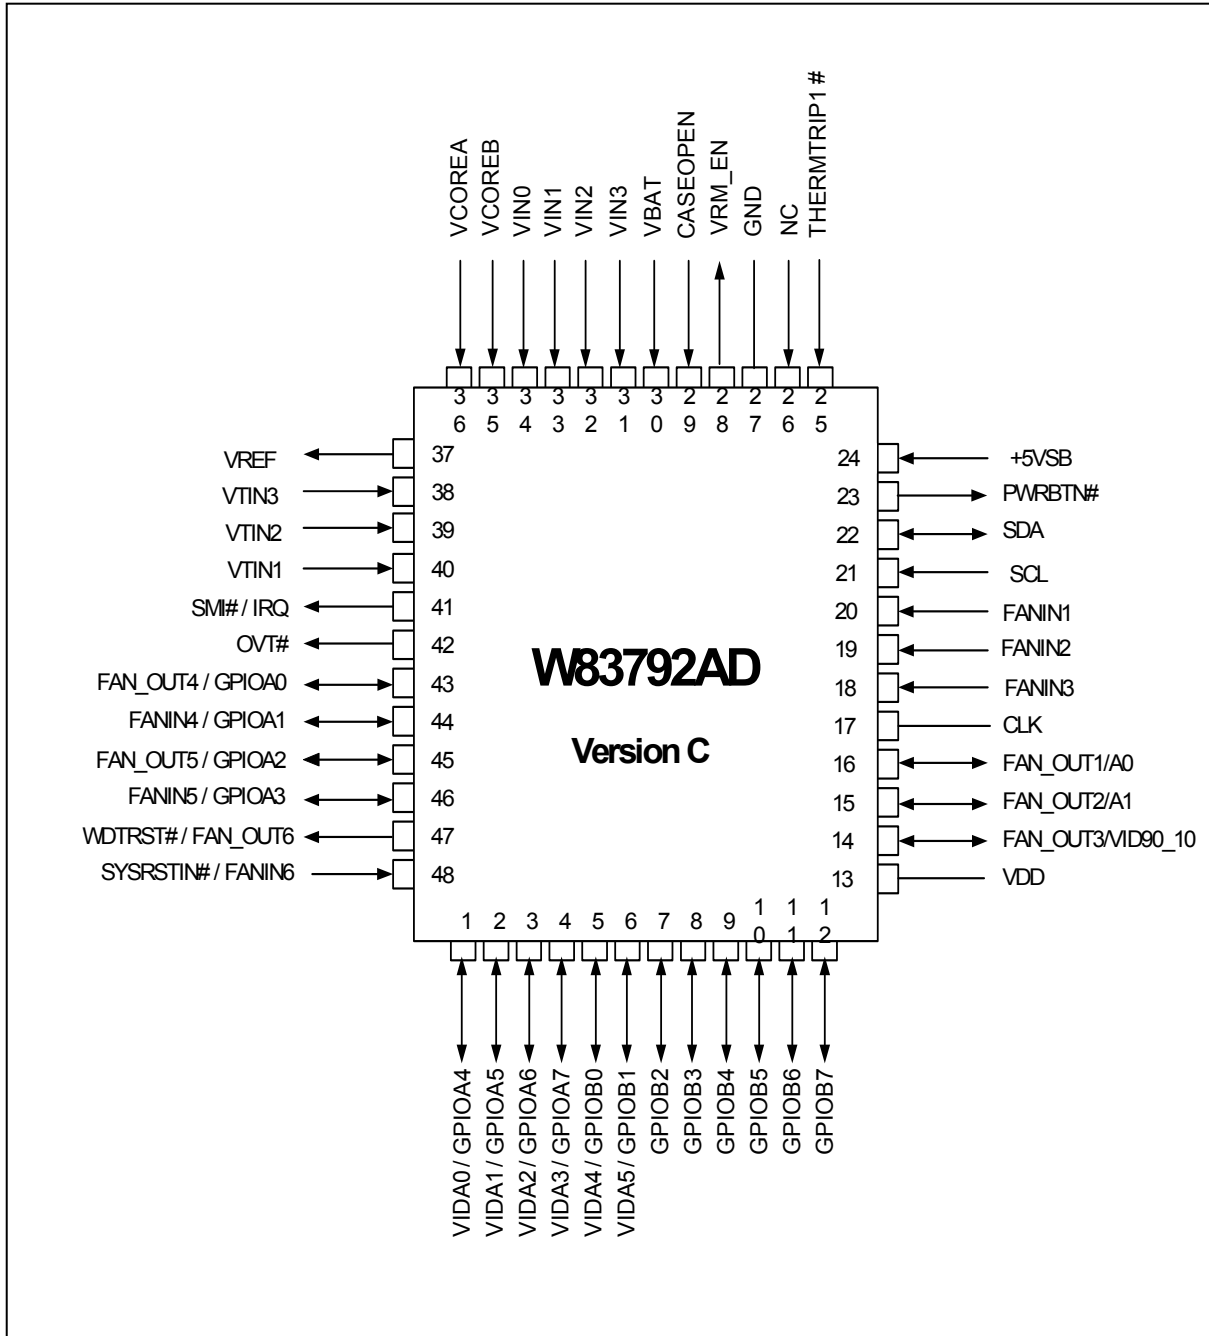 VCOREA
VCOREB
VIN0
VIN1
VIN2
VIN3
VBAT
CASEOPEN
VRM_EN
GND
NC
THERMTRIP1#
36
35
34
33
32
31
30
29
28
27
26
25
VREF
37
VTIN3
38
VTIN2
39
VTIN1
40
SMI# / IRQ
41
OVT#
42
FAN_OUT4 / GPIOA0
43
FANIN4 / GPIOA1
44
FAN_OUT5 / GPIOA2
45
FANIN5 / GPIOA3
46
WDTRST# / FAN_OUT6
47
SYSRSTIN# / FANIN6
48
W83792AD
Version C
24
+5VSB
23
PWRBTN#
22
SDA
21
SCL
20
FANIN1
19
FANIN2
18
FANIN3
17
CLK
16
FAN_OUT1/A0
15
FAN_OUT2/A1
14
FAN_OUT3/VID90_10
13
VDD
1
2
3
4
5
6
7
8
9
10
11
12
VIDA0 / GPIOA4
VIDA1 / GPIOA5
VIDA2 / GPIOA6
VIDA3 / GPIOA7
VIDA4 / GPIOB0
VIDA5 / GPIOB1
GPIOB2
GPIOB3
GPIOB4
GPIOB5
GPIOB6
GPIOB7